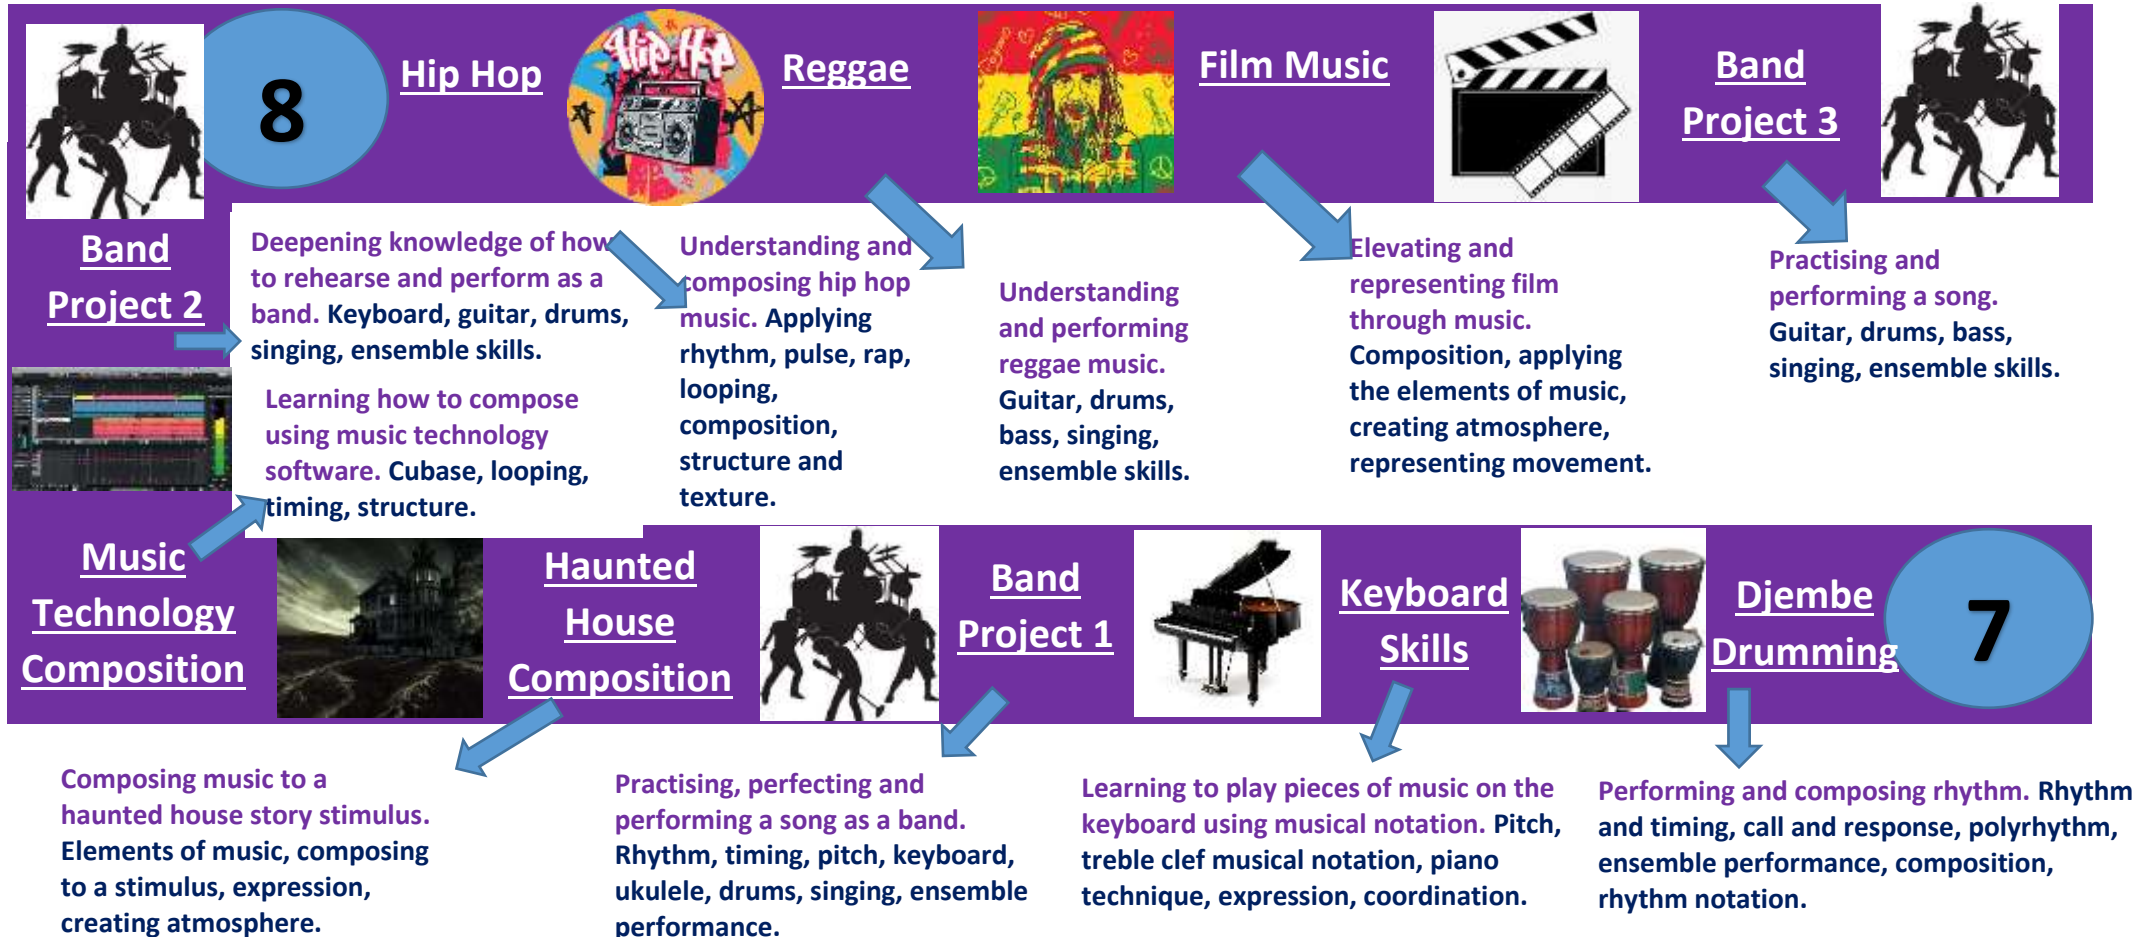 8
Hip Hop
Hip-Hop
Reggae
Film Music
Band
Project 3
Band
Project 2
Deepening knowledge of how
to rehearse and perform as a
band. Keyboard, guitar, drums,
singing, ensemble skills.
Learning how to compose
using music technology
software. Cubase, looping,
timing, structure.
Understanding and
composing hip hop
music. Applying
rhythm, pulse, rap,
looping,
composition,
structure and
texture.
Understanding
and performing
reggae music.
Guitar, drums,
bass, singing,
ensemble skills.
Elevating and
representing film
through music.
Composition, applying
the elements of music,
creating atmosphere,
representing movement.
Practising and
performing a song.
Guitar, drums, bass,
singing, ensemble skills.
Music
Technology
Composition
Haunted
House
Composition
Band
Project 1
Keyboard
Skills
Djembe
Drumming
7
Composing music to a
haunted house story stimulus.
Elements of music, composing
to a stimulus, expression,
creating atmosphere.
Practising, perfecting and
performing a song as a band.
Rhythm, timing, pitch, keyboard,
ukulele, drums, singing, ensemble
performance.
Learning to play pieces of music on the
keyboard using musical notation. Pitch,
treble clef musical notation, piano
technique, expression, coordination.
Performing and composing rhythm. Rhythm
and timing, call and response, polyrhythm,
ensemble performance, composition,
rhythm notation.